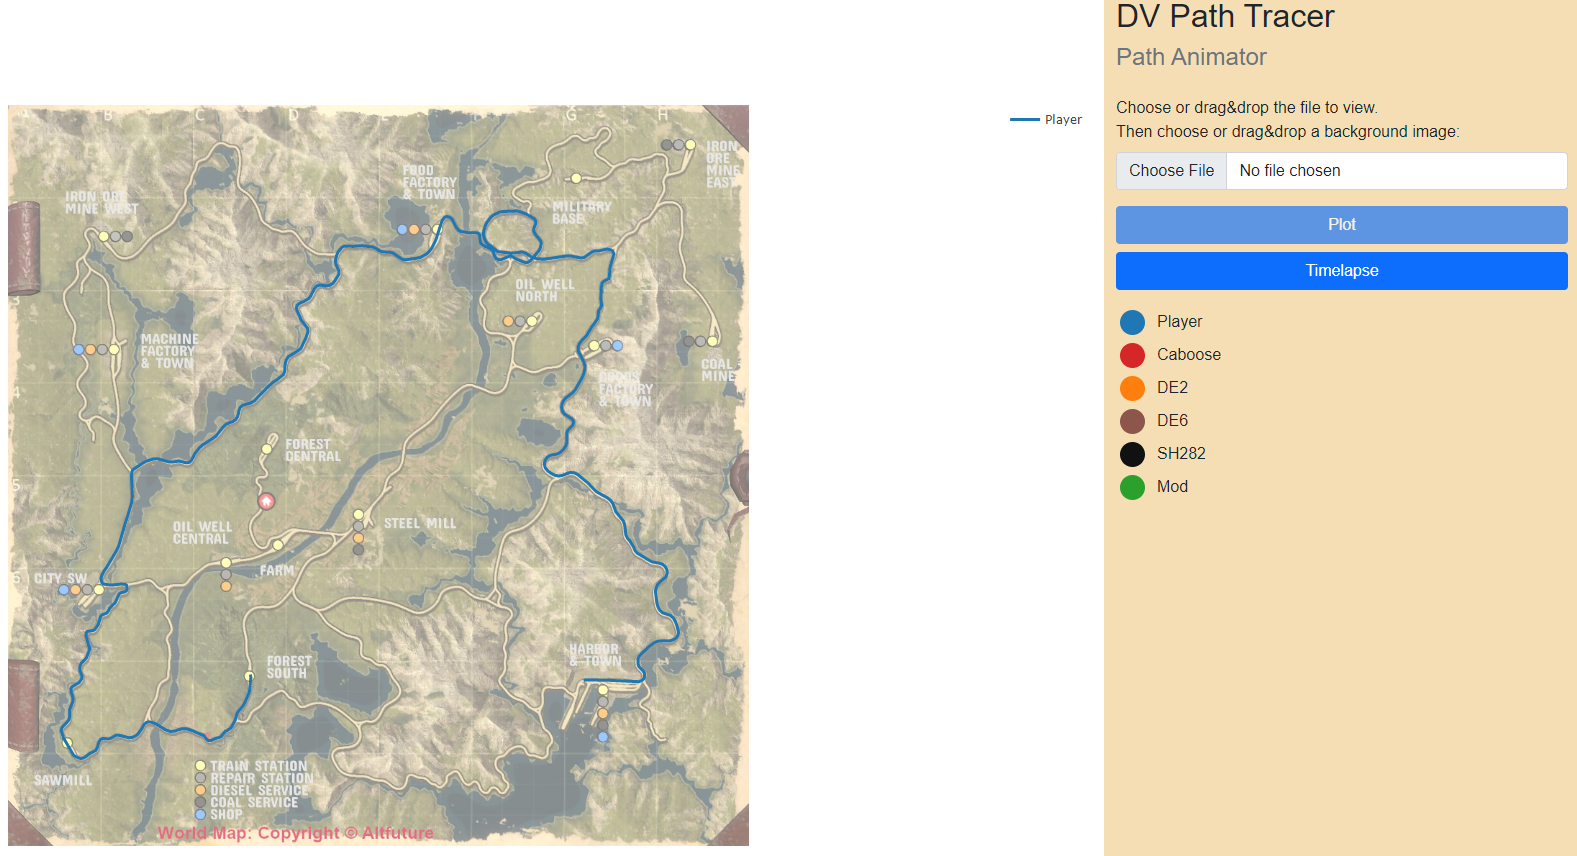 DV Path Tracer
Path Animator
Choose or drag&drop the file to view.
Then choose or drag&drop a background image:
Choose File
No file chosen
Plot
Timelapse
Player
Caboose
DE2
DE6
SH282
Mod
Player
B
C
D
G
H
IRON
ORE
MINE
EAST
FOOD
FACTORY
& TOWN
IRON ORE
MINE WEST
MILITARY
BASE
OIL WELL
NORTH
3
MACHINE
FACTORY
& TOWN
COAL
MINE
GOODS
FACTORY
& TOWN
4
FOREST
CENTRAL
5
OIL WELL
CENTRAL
STEEL MILL
FARM
6
CITY SW
HARBOR
& TOWN
FOREST
SOUTH
SAWMILL
TRAIN STATION
REPAIR STATION
DIESEL SERVICE
COAL SERVICE
SHOP
World Map: Copyright © Altfuture